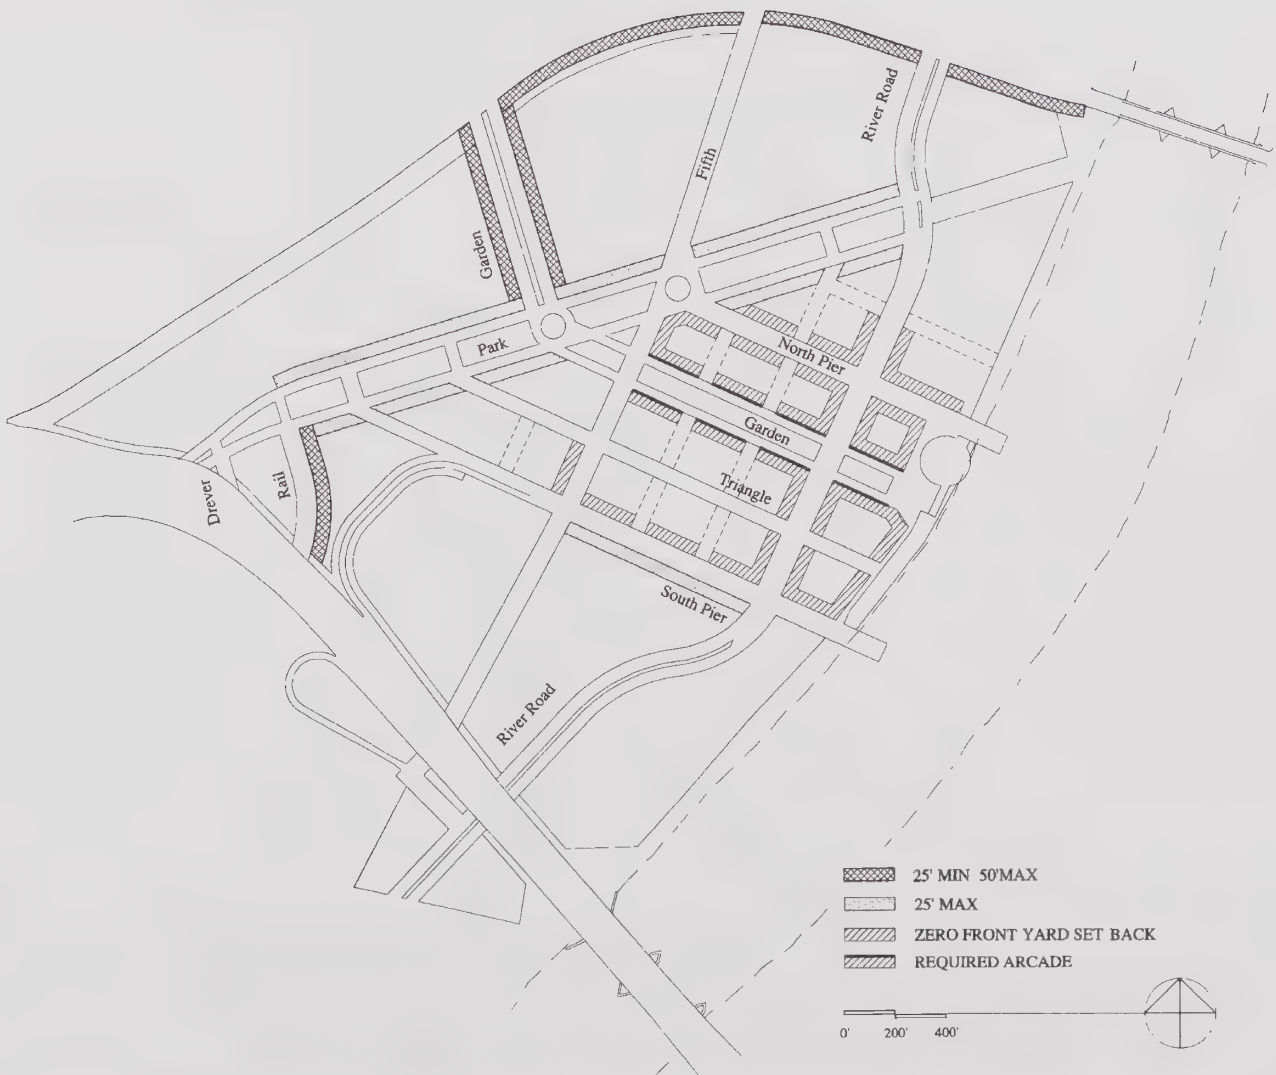 River Road
Fifth
Garden
Park
North Pier
Garden
Rail
Drever
Triangle
South Pier
River Road
25' MIN 50'MAX
25' MAX
ZERO FRONT YARD SET BACK
REQUIRED ARCADE
0' 200' 400'